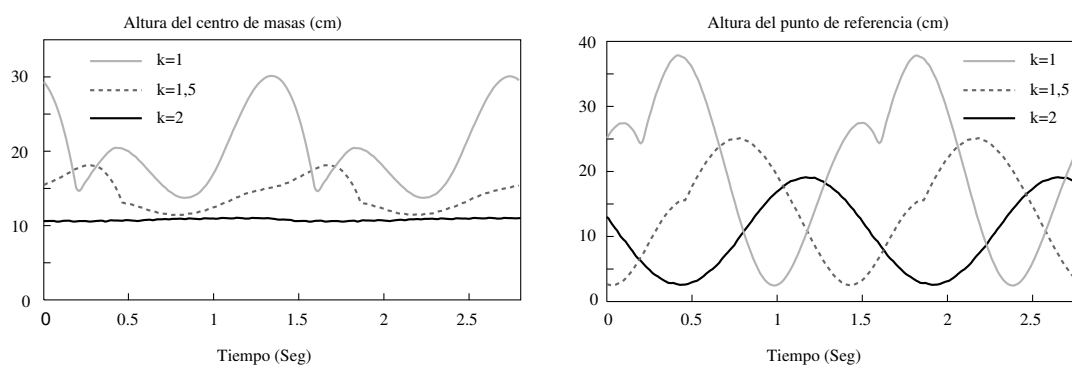 Altura del centro de masas (cm)
k=1
k=1,5
k=2
30
20
10
0
0
0.5
1
1.5
2
2.5
Tiempo (Seg)
Altura del punto de referencia (cm)
k=1
k=1,5
k=2
40
30
20
10
0
0
0.5
1
1.5
2
2.5
Tiempo (Seg)